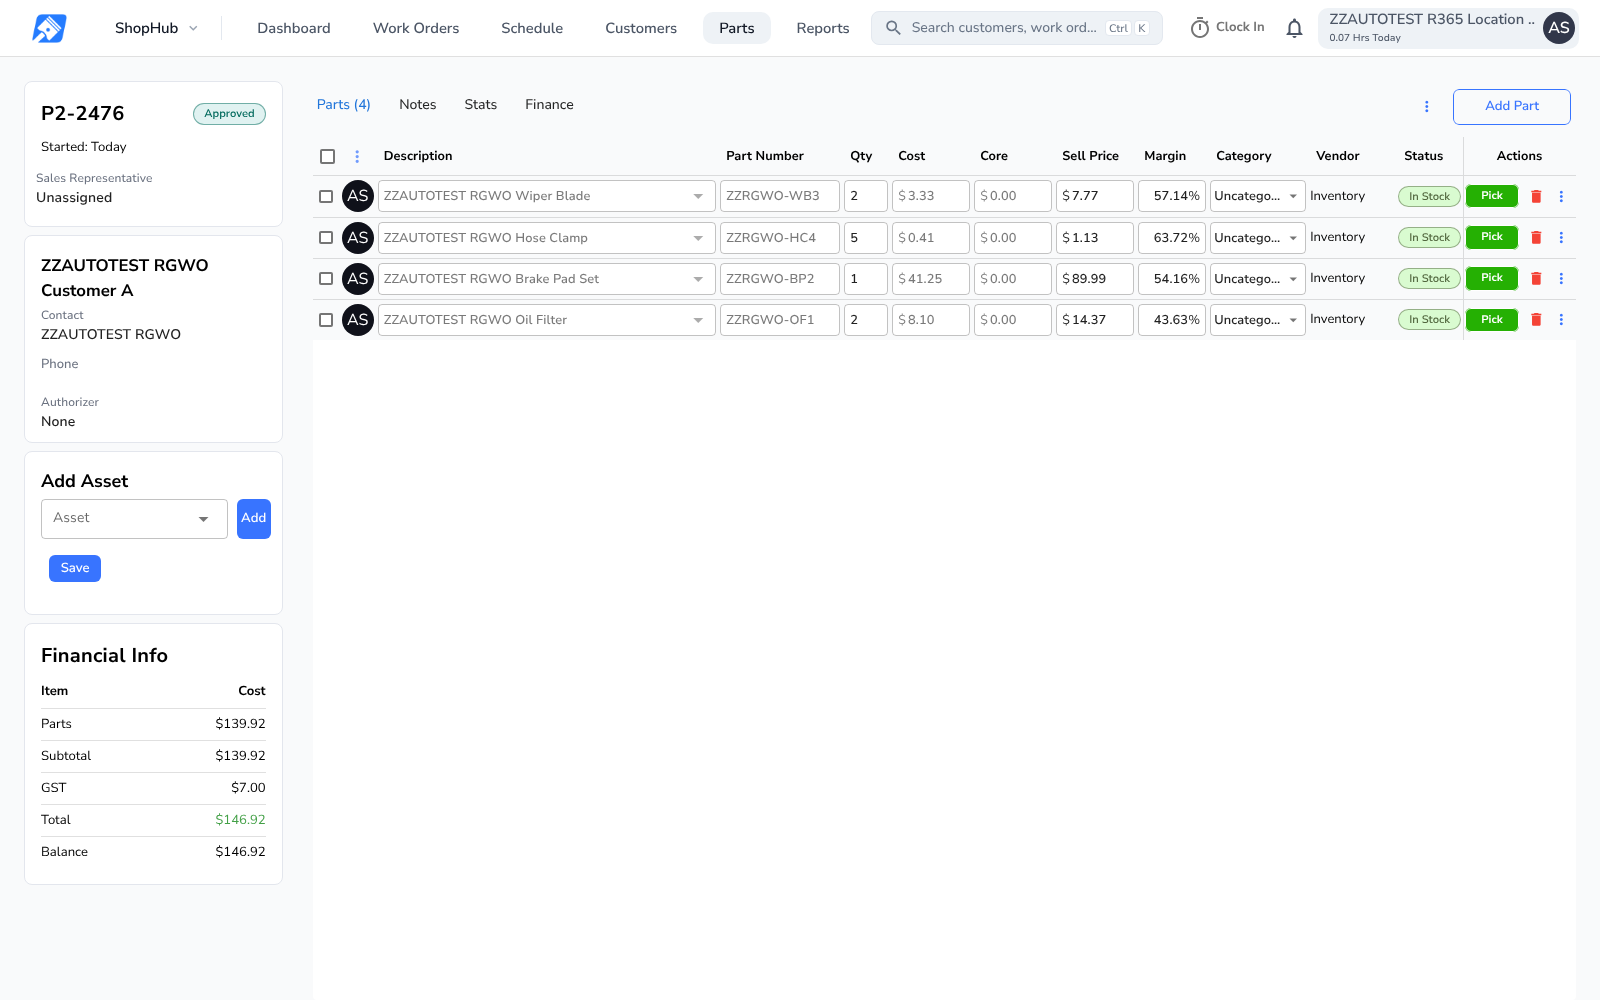 ShopHub
Dashboard
Work Orders
Schedule
Customers
Parts
Reports
Search customers, work ord... Ctrl K
Clock In
ZZAUTOTEST R365 Location ..
0.07 Hrs Today
AS
P2-2476
Approved
Started: Today
Sales Representative
Unassigned
ZZAUTOTEST RGWO
Customer A
Contact
ZZAUTOTEST RGWO
Phone
Authorizer
None
Add Asset
Asset
Add
Save
Financial Info
Item Cost
Parts $139.92
Subtotal $139.92
GST $7.00
Total $146.92
Balance $146.92
Parts (4) Notes Stats Finance
Add Part
Description Part Number Qty Cost Core Sell Price Margin Category Vendor Status Actions
AS ZZAUTOTEST RGWO Wiper Blade ZZRGWO-WB3 2 $ 3.33 $ 0.00 $ 7.77 57.14% Uncatego... Inventory In Stock Pick
AS ZZAUTOTEST RGWO Hose Clamp ZZRGWO-HC4 5 $ 0.41 $ 0.00 $ 1.13 63.72% Uncatego... Inventory In Stock Pick
AS ZZAUTOTEST RGWO Brake Pad Set ZZRGWO-BP2 1 $ 41.25 $ 0.00 $ 89.99 54.16% Uncatego... Inventory In Stock Pick
AS ZZAUTOTEST RGWO Oil Filter ZZRGWO-OF1 2 $ 8.10 $ 0.00 $ 14.37 43.63% Uncatego... Inventory In Stock Pick